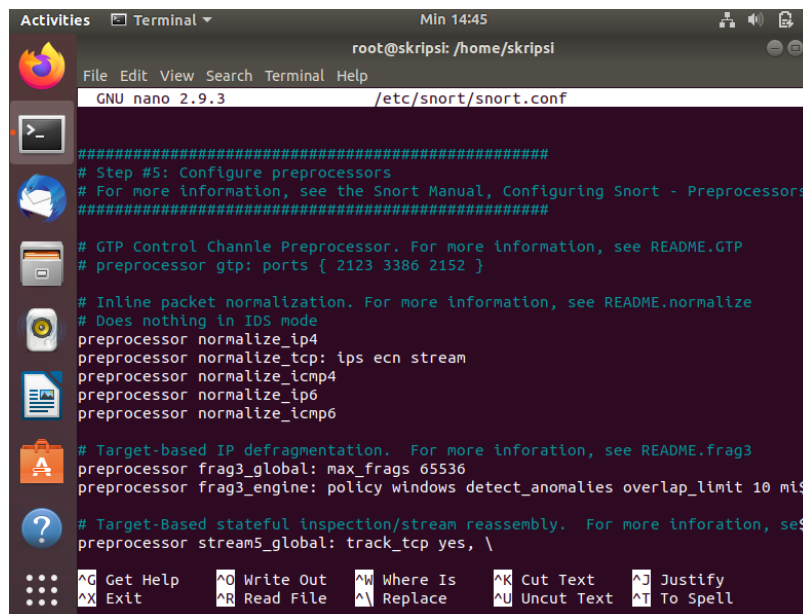 Activities Terminal Min 14:45
root@skripsi: /home/skripsi
File Edit View Search Terminal Help
GNU nano 2.9.3 /etc/snort/snort.conf
###################################################
# Step #5: Configure preprocessors
# For more information, see the Snort Manual, Configuring Snort - Preprocessors
###################################################
# GTP Control Channle Preprocessor. For more information, see README.GTP
# preprocessor gtp: ports { 2123 3386 2152 }
# Inline packet normalization. For more information, see README.normalize
# Does nothing in IDS mode
preprocessor normalize_ip4
preprocessor normalize_tcp: ips ecn stream
preprocessor normalize_icmp4
preprocessor normalize_ip6
preprocessor normalize_icmp6
# Target-based IP defragmentation.  For more inforation, see README.frag3
preprocessor frag3_global: max_frags 65536
preprocessor frag3_engine: policy windows detect_anomalies overlap_limit 10 mi$
# Target-Based stateful inspection/stream reassembly.  For more inforation, se$
preprocessor stream5_global: track_tcp yes, \
^G Get Help ^O Write Out ^W Where Is ^K Cut Text ^J Justify
^X Exit ^R Read File ^\ Replace ^U Uncut Text ^T To Spell